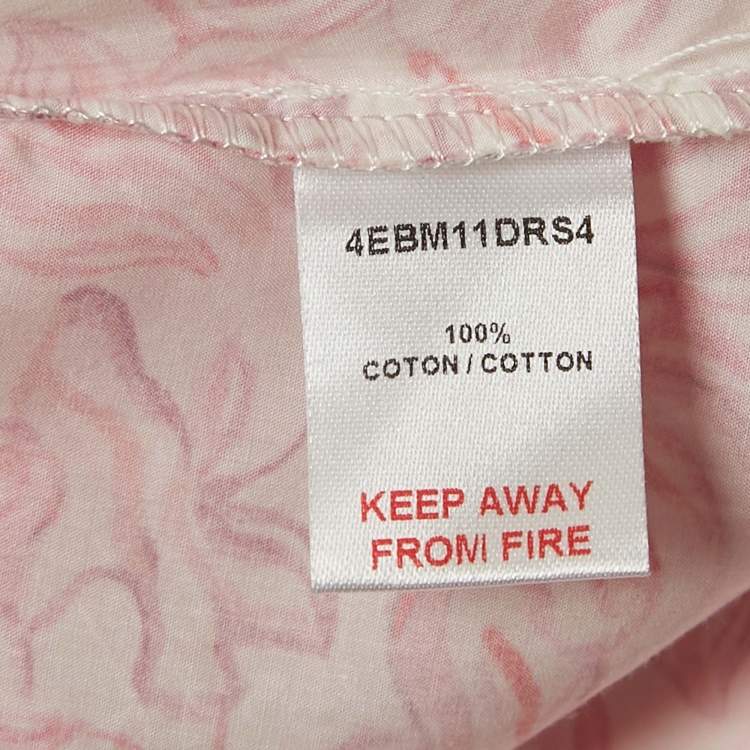 4EBM11DRS4
100%
COTON / COTTON
KEEP AWAY
FROM FIRE